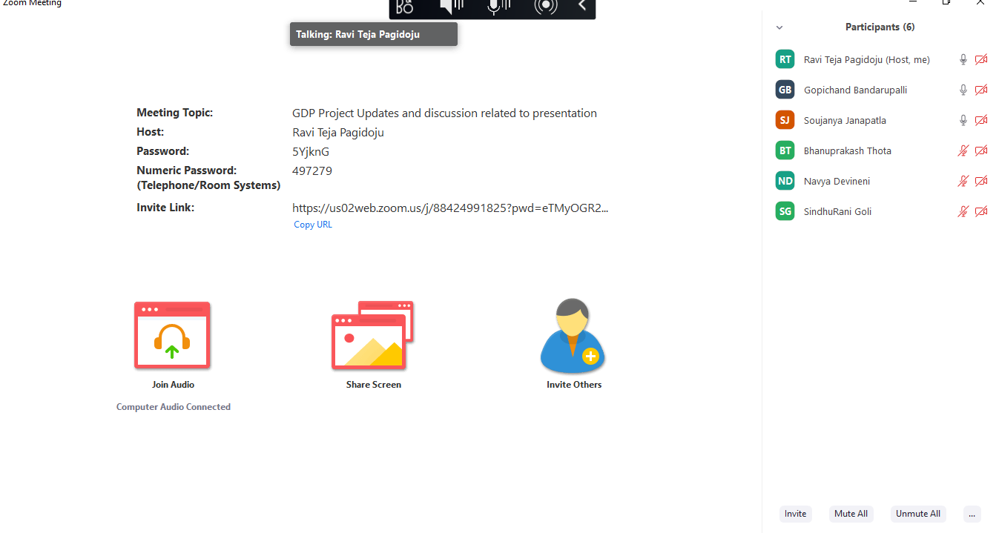 Zoom Meeting
B&O
Talking: Ravi Teja Pagidoju
Meeting Topic: GDP Project Updates and discussion related to presentation
Host: Ravi Teja Pagidoju
Password: 5YjknG
Numeric Password: 497279
(Telephone/Room Systems)
Invite Link: https://us02web.zoom.us/j/88424991825?pwd=eTMyOGR2...
Copy URL
Join Audio
Computer Audio Connected
Share Screen
Invite Others
Participants (6)
RT Ravi Teja Pagidoju (Host, me)
GB Gopichand Bandarupalli
SJ Soujanya Janapatla
BT Bhanuprakash Thota
ND Navya Devineni
SG SindhuRani Goli
Invite Mute All Unmute All ...